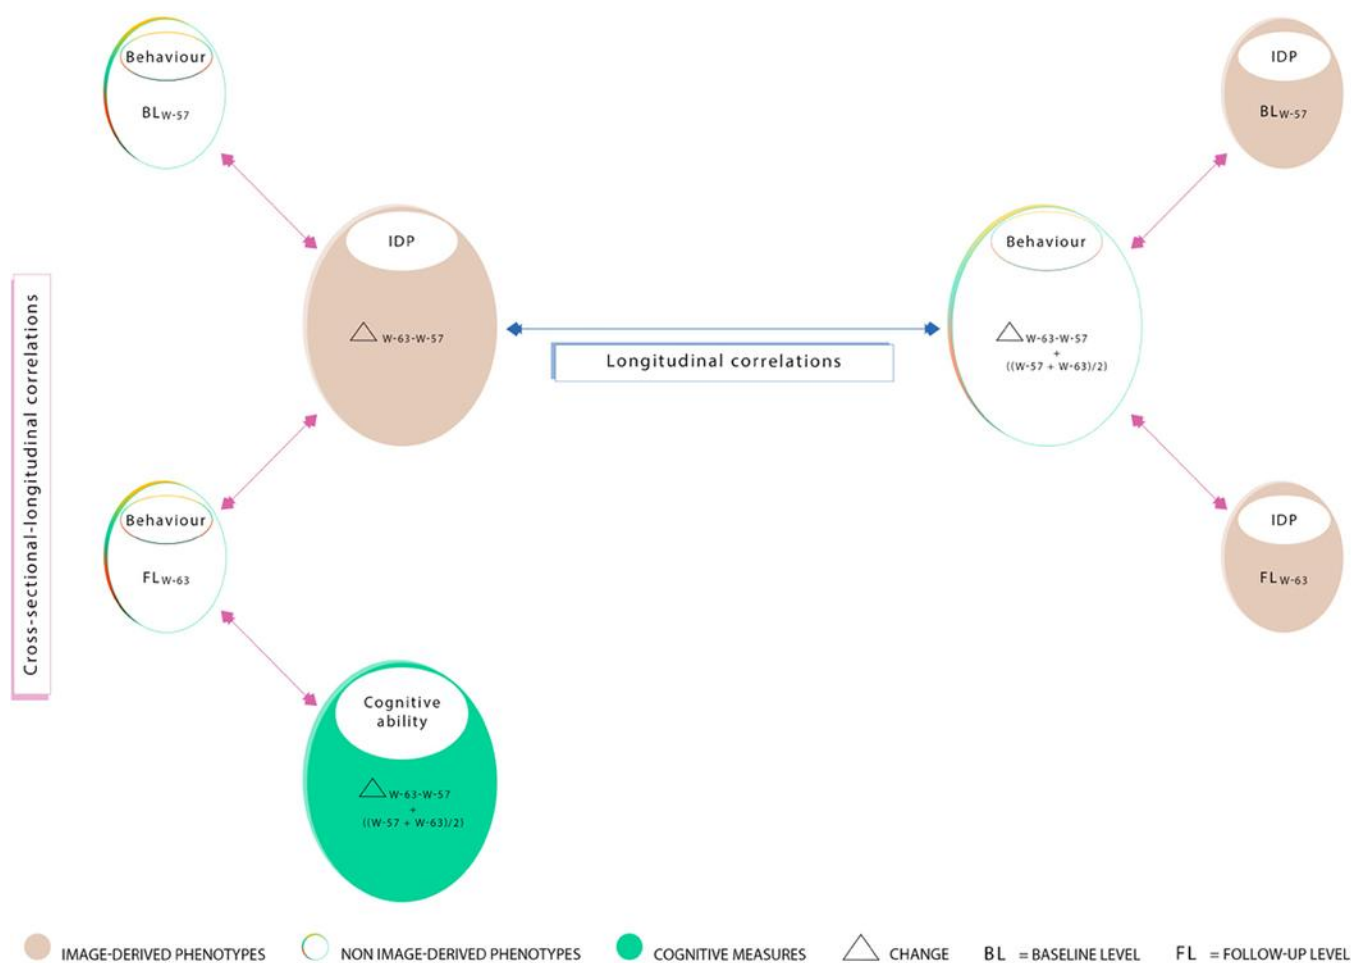 Behaviour
BLW-57
IDP
BLW-57
IDP
△ W-63-W-57
Behaviour
△ W-63-W-57
+
((W-57 + W-63)/2)
Longitudinal correlations
Cross-sectional-longitudinal correlations
Behaviour
FLW-63
IDP
FLW-63
Cognitive
ability
△ W-63-W-57
+
((W-57 + W-63)/2)
IMAGE-DERIVED PHENOTYPES
NON IMAGE-DERIVED PHENOTYPES
COGNITIVE MEASURES
△ CHANGE
BL = BASELINE LEVEL
FL = FOLLOW-UP LEVEL